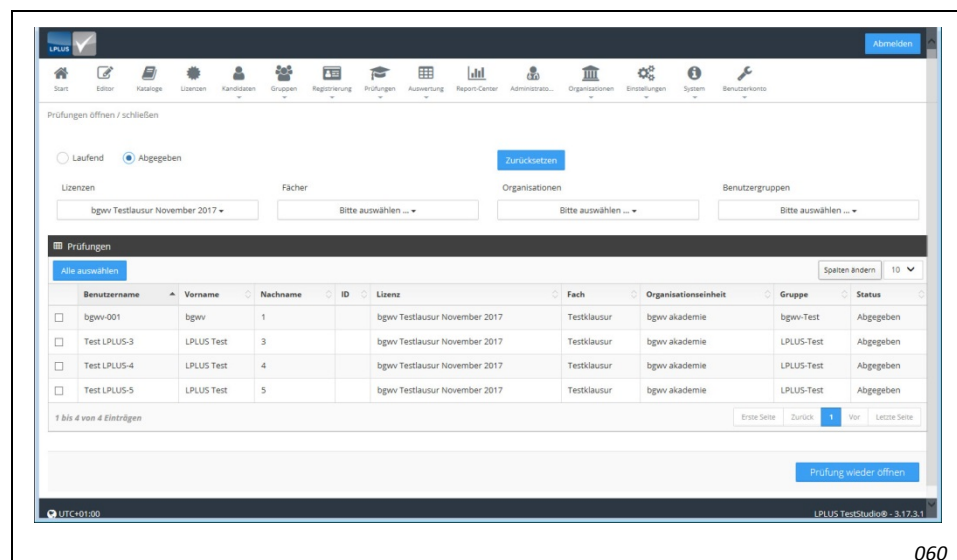 LPLUS Abmelden
Start Editor Kataloge Lizenzen Kandidaten Gruppen Registrierung Prüfungen Auswertung Report-Center Administrato... Organisationen Einstellungen System Benutzerkonto
Prüfungen öffnen / schließen
Laufend Abgegeben Zurücksetzen
Lizenzen Fächer Organisationen Benutzergruppen
bgwv Testlausur November 2017 Bitte auswählen ... Bitte auswählen ... Bitte auswählen ...
Prüfungen
Alle auswählen Spalten ändern 10
Benutzername Vorname Nachname ID Lizenz Fach Organisationseinheit Gruppe Status
bgwv-001 bgwv 1 bgwv Testlausur November 2017 Testklausur bgwv akademie bgwv-Test Abgegeben
Test LPLUS-3 LPLUS Test 3 bgwv Testlausur November 2017 Testklausur bgwv akademie LPLUS-Test Abgegeben
Test LPLUS-4 LPLUS Test 4 bgwv Testlausur November 2017 Testklausur bgwv akademie LPLUS-Test Abgegeben
Test LPLUS-5 LPLUS Test 5 bgwv Testlausur November 2017 Testklausur bgwv akademie LPLUS-Test Abgegeben
1 bis 4 von 4 Einträgen Erste Seite Zurück 1 Vor Letzte Seite
Prüfung wieder öffnen
UTC+01:00 LPLUS TestStudio® - 3.17.3.1
060